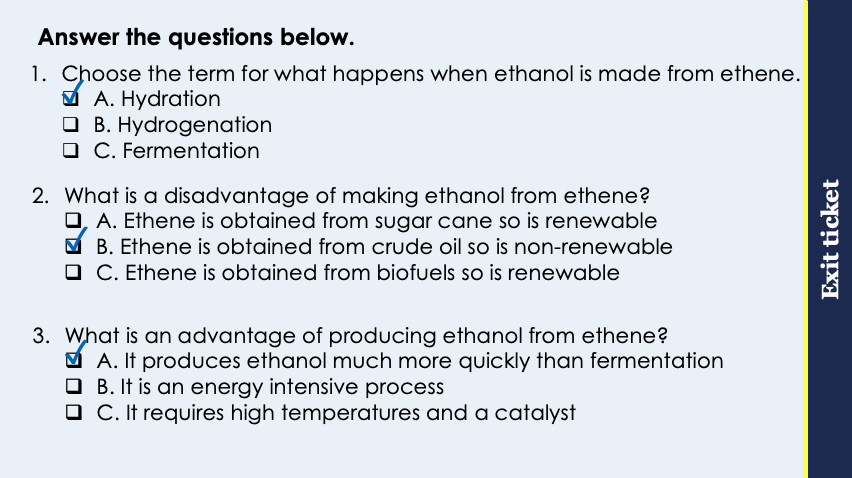 Answer the questions below.
1. Choose the term for what happens when ethanol is made from ethene.
A. Hydration
B. Hydrogenation
C. Fermentation
2. What is a disadvantage of making ethanol from ethene?
A. Ethene is obtained from sugar cane so is renewable
B. Ethene is obtained from crude oil so is non-renewable
C. Ethene is obtained from biofuels so is renewable
3. What is an advantage of producing ethanol from ethene?
A. It produces ethanol much more quickly than fermentation
B. It is an energy intensive process
C. It requires high temperatures and a catalyst
Exit ticket